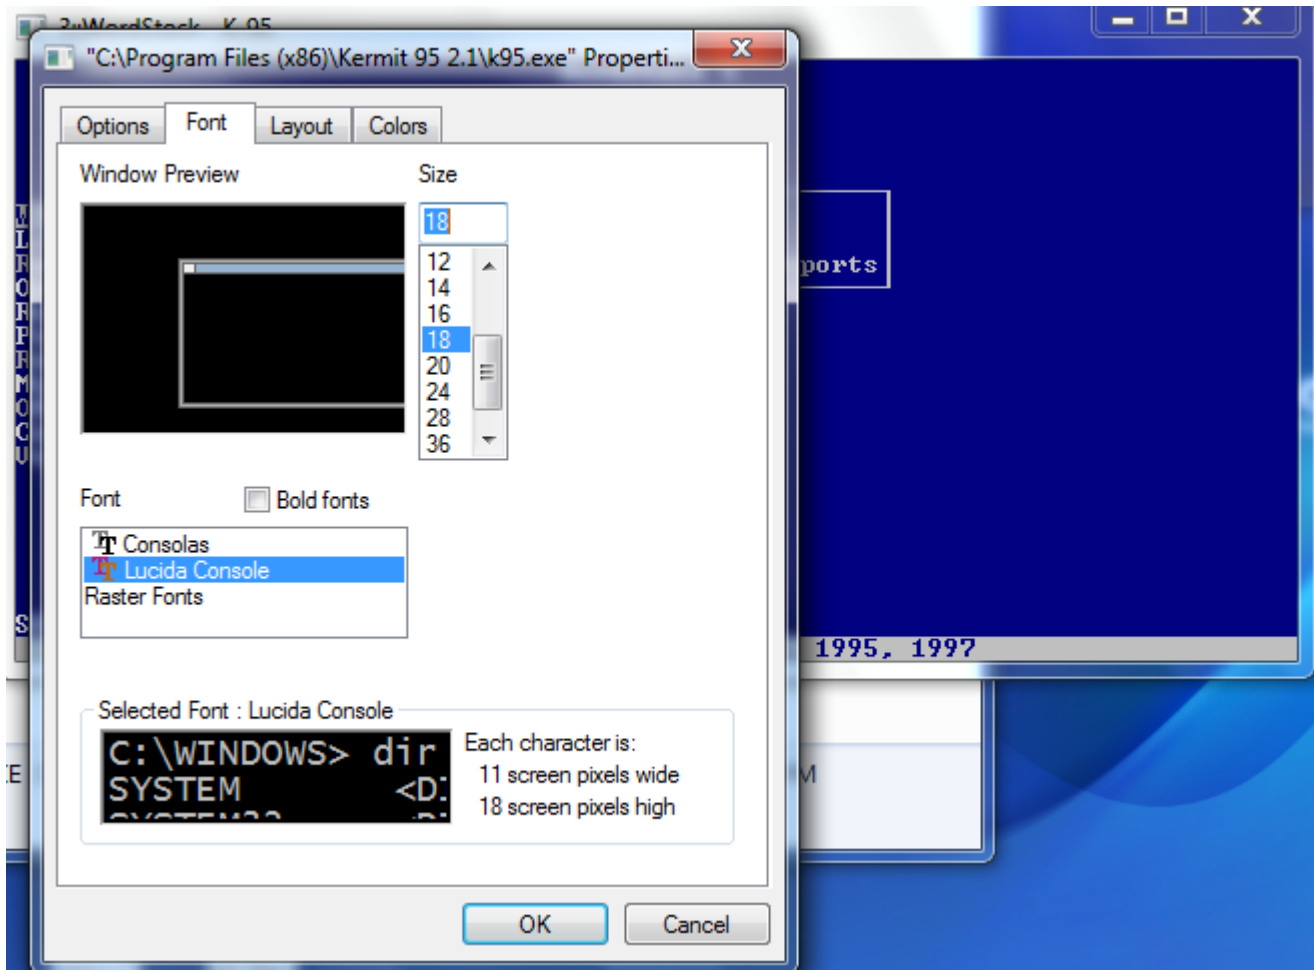 "C:\Program Files (x86)\Kermit 95 2.1\k95.exe" Properti...
Options Font Layout Colors
Window Preview
Size
18
12
14
16
18
20
24
28
36
Font
Bold fonts
Consolas
Lucida Console
Raster Fonts
Selected Font : Lucida Console
C:\WINDOWS> dir
SYSTEM <D
Each character is:
11 screen pixels wide
18 screen pixels high
OK Cancel
L
R
O
R
P
R
M
O
C
V
S
ports
1995, 1997
E
M